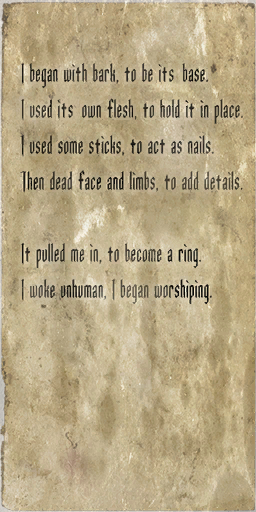 I began with bark, to be its base.
I used its own flesh, to hold it in place.
I used some sticks, to act as nails.
Then dead face and limbs, to add details.
It pulled me in, to become a ring.
I woke unhuman, I began worshiping.